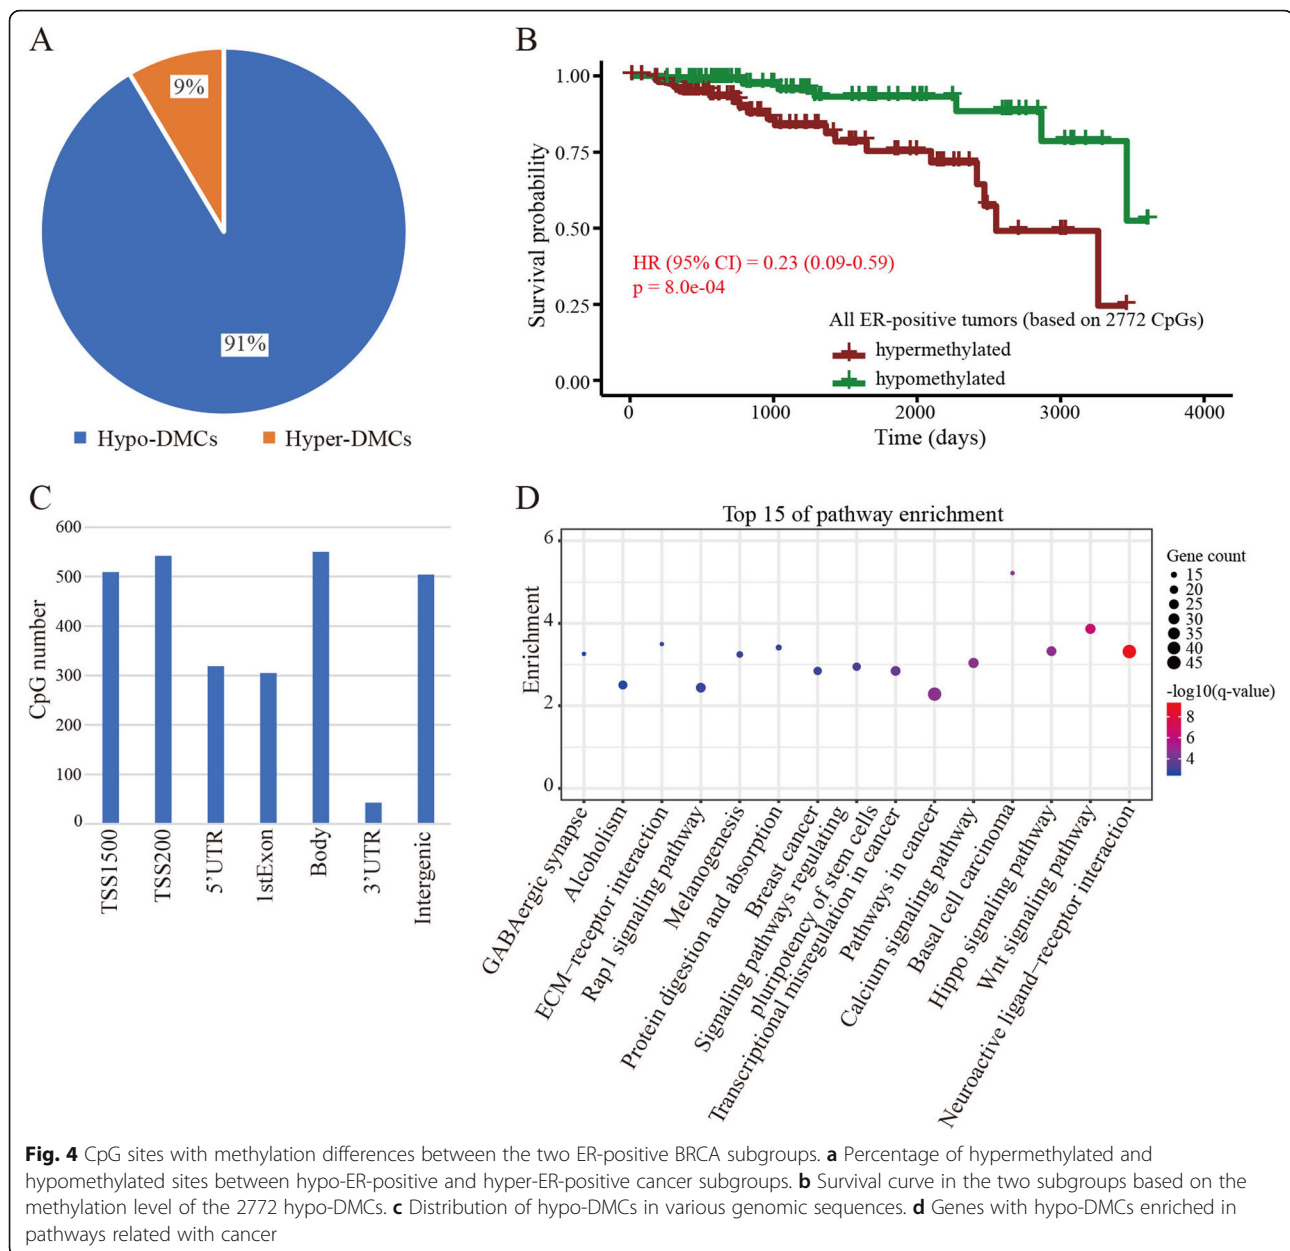 A
9%
91%
Hypo-DMCs
Hyper-DMCs
B
Survival probability
1.00
0.75
0.50
0.25
0.00
HR (95% CI) = 0.23 (0.09-0.59)
p = 8.0e-04
All ER-positive tumors (based on 2772 CpGs)
hypermethylated
hypomethylated
0
1000
2000
3000
4000
Time (days)
C
CpG number
600
500
400
300
200
100
0
TSS1500
TSS200
5'UTR
1stExon
Body
3'UTR
Intergenic
D
Top 15 of pathway enrichment
Enrichment
6
4
2
0
GABAergic synapse
Alcoholism
ECM−receptor interaction
Rap1 signaling pathway
Melanogenesis
Protein digestion and absorption
Breast cancer
Signaling pathways regulating
pluripotency of stem cells
Transcriptional misregulation in cancer
Pathways in cancer
Calcium signaling pathway
Basal cell carcinoma
Hippo signaling pathway
Wnt signaling pathway
Neuroactive ligand−receptor interaction
Gene count
15
20
25
30
35
40
45
-log10(q-value)
8
6
4
Fig. 4 CpG sites with methylation differences between the two ER-positive BRCA subgroups. a Percentage of hypermethylated and
hypomethylated sites between hypo-ER-positive and hyper-ER-positive cancer subgroups. b Survival curve in the two subgroups based on the
methylation level of the 2772 hypo-DMCs. c Distribution of hypo-DMCs in various genomic sequences. d Genes with hypo-DMCs enriched in
pathways related with cancer